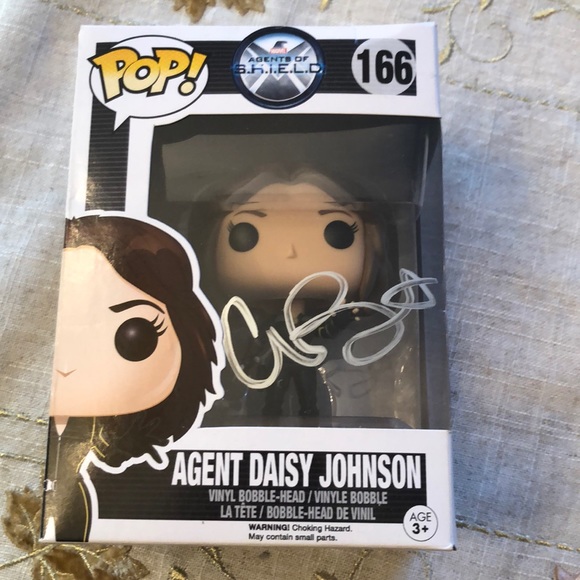 POP!
MARVEL
AGENTS OF
S.H.I.E.L.D.
166
AGENT DAISY JOHNSON
VINYL BOBBLE-HEAD / VINYLE BOBBLE
LA TÊTE / BOBBLE-HEAD DE VINIL
WARNING! Choking Hazard.
May contain small parts.
AGE
3+